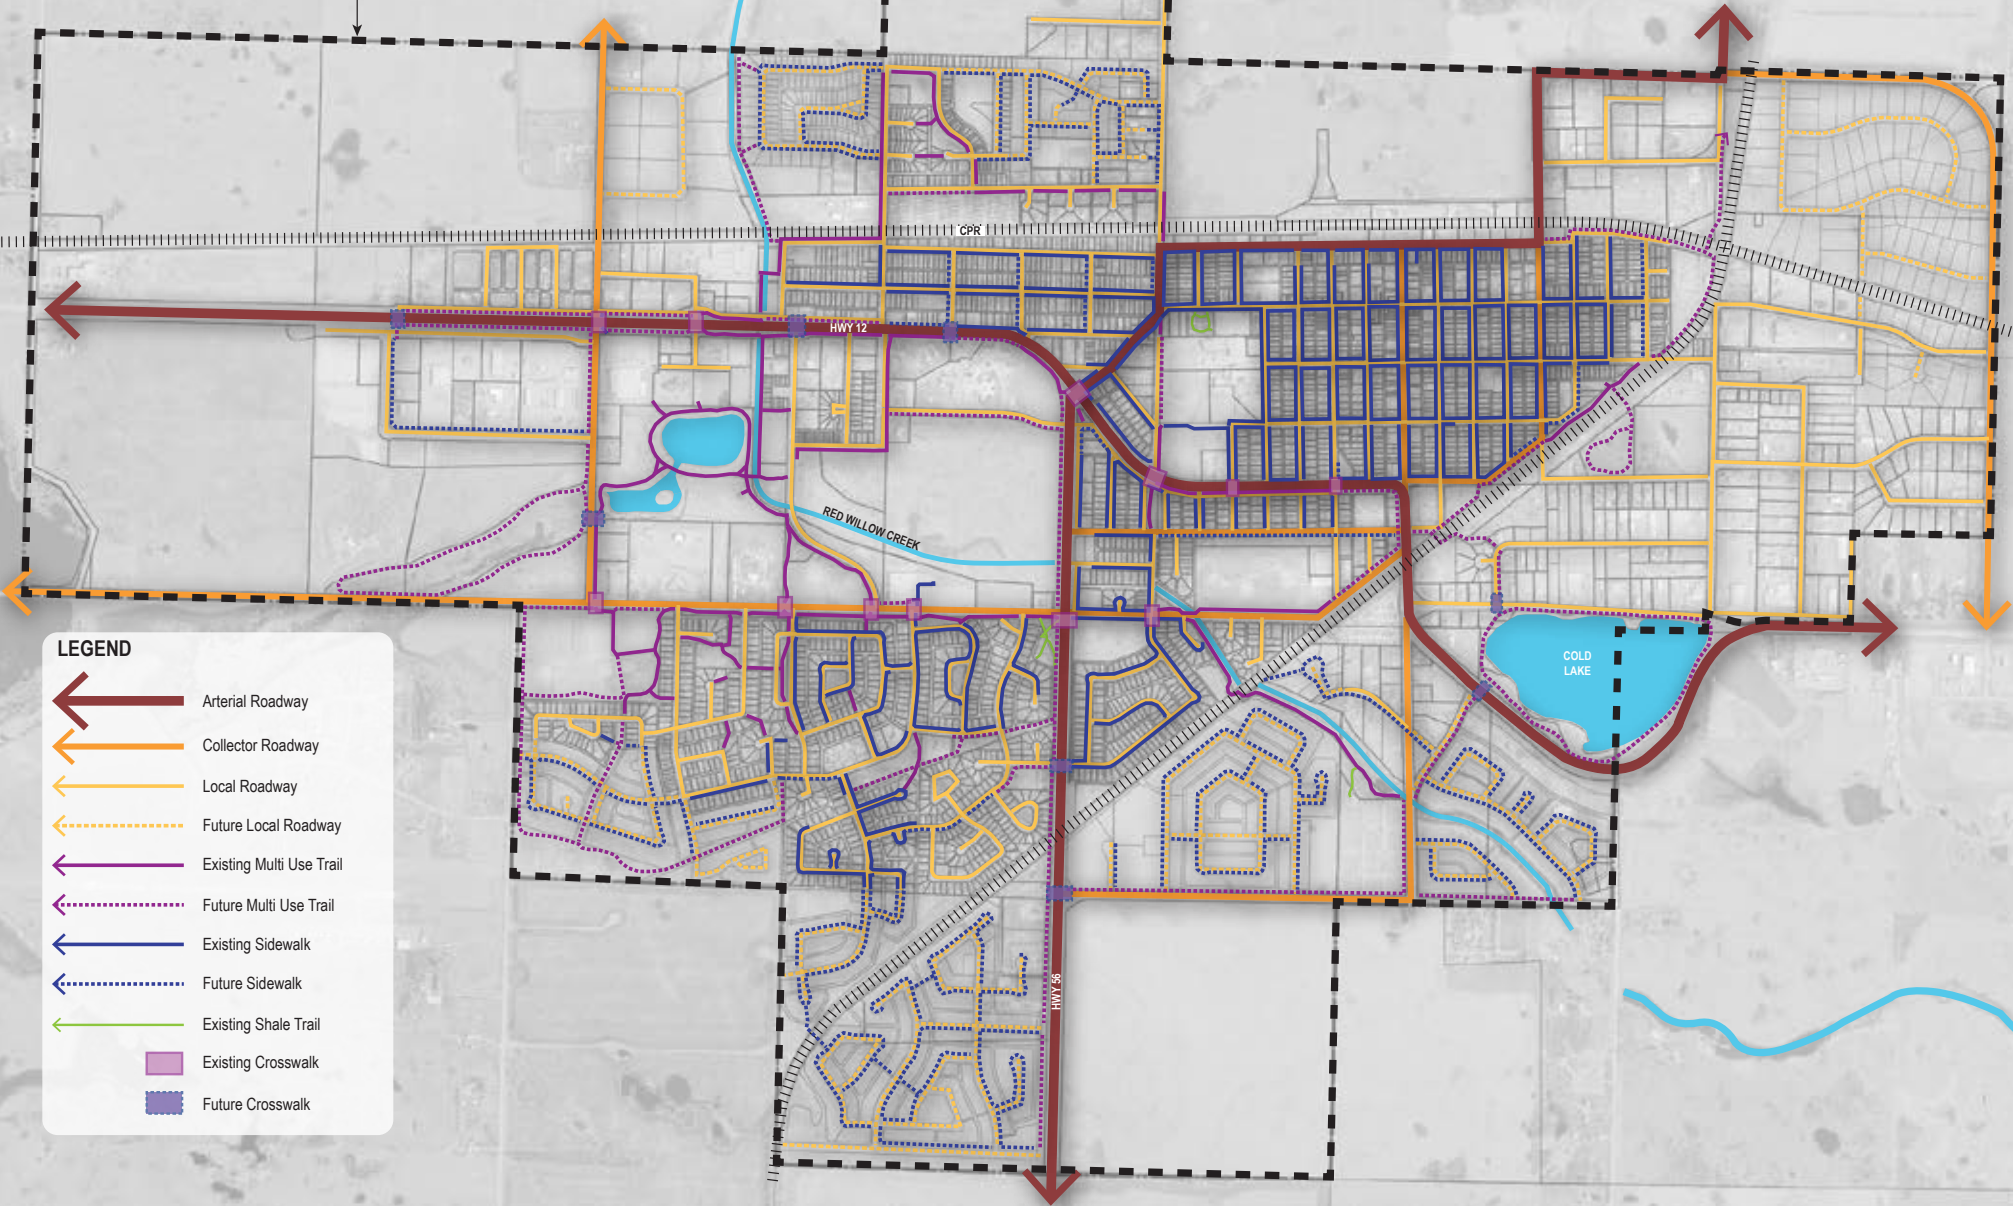 CPR
HWY 12
RED WILLOW CREEK
COLD
LAKE
HWY 56
LEGEND
Arterial Roadway
Collector Roadway
Local Roadway
Future Local Roadway
Existing Multi Use Trail
Future Multi Use Trail
Existing Sidewalk
Future Sidewalk
Existing Shale Trail
Existing Crosswalk
Future Crosswalk